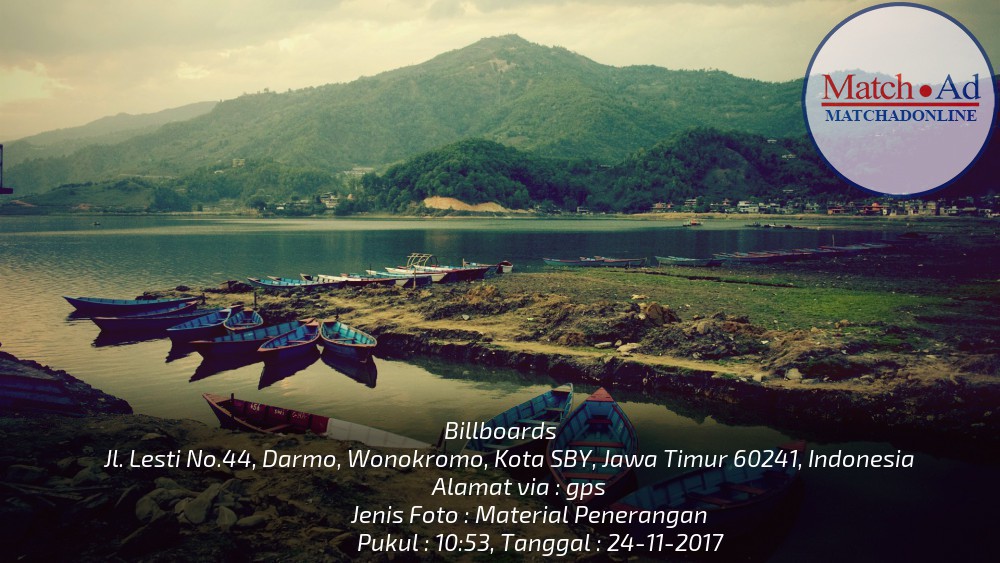 Match Ad
MATCHADONLINE
Billboards
Jl. Lesti No.44, Darmo, Wonokromo, Kota SBY, Jawa Timur 60241, Indonesia
Alamat via : gps
Jenis Foto : Material Penerangan
Pukul : 10:53, Tanggal : 24-11-2017